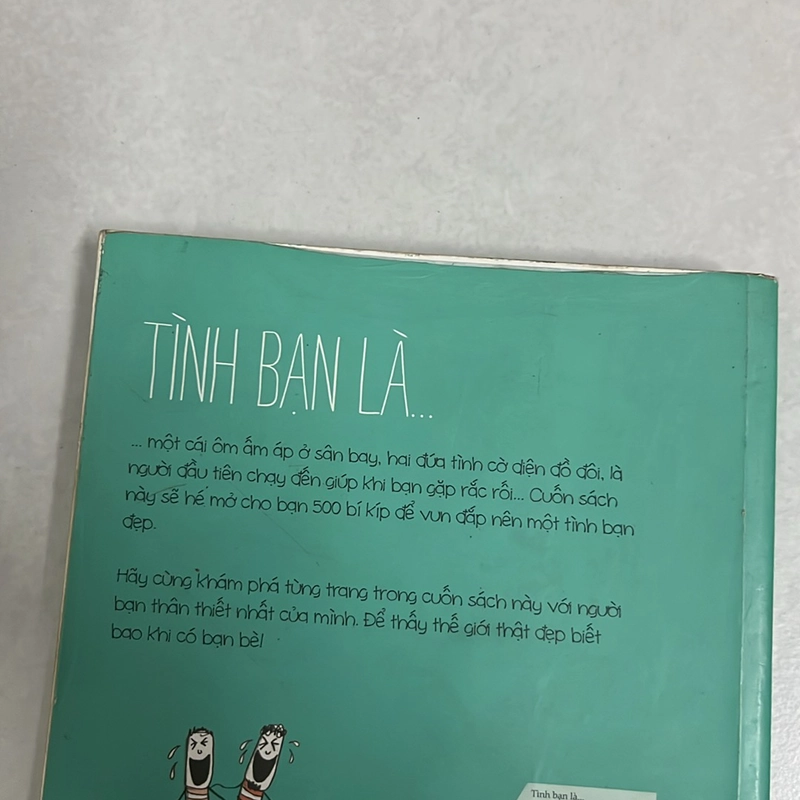 TÌNH BẠN LÀ...
... một cái ôm ấm áp ở sân bay, hai đứa tình cờ diện đồ đôi, là
người đầu tiên chạy đến giúp khi bạn gặp rắc rối... Cuốn sách
này sẽ hé mở cho bạn 500 bí kíp để vun đắp nên một tình bạn
đẹp.
Hãy cùng khám phá từng trang trong cuốn sách này với người
bạn thân thiết nhất của mình. Để thấy thế giới thật đẹp biết
bao khi có bạn bè!
Tình bạn là...